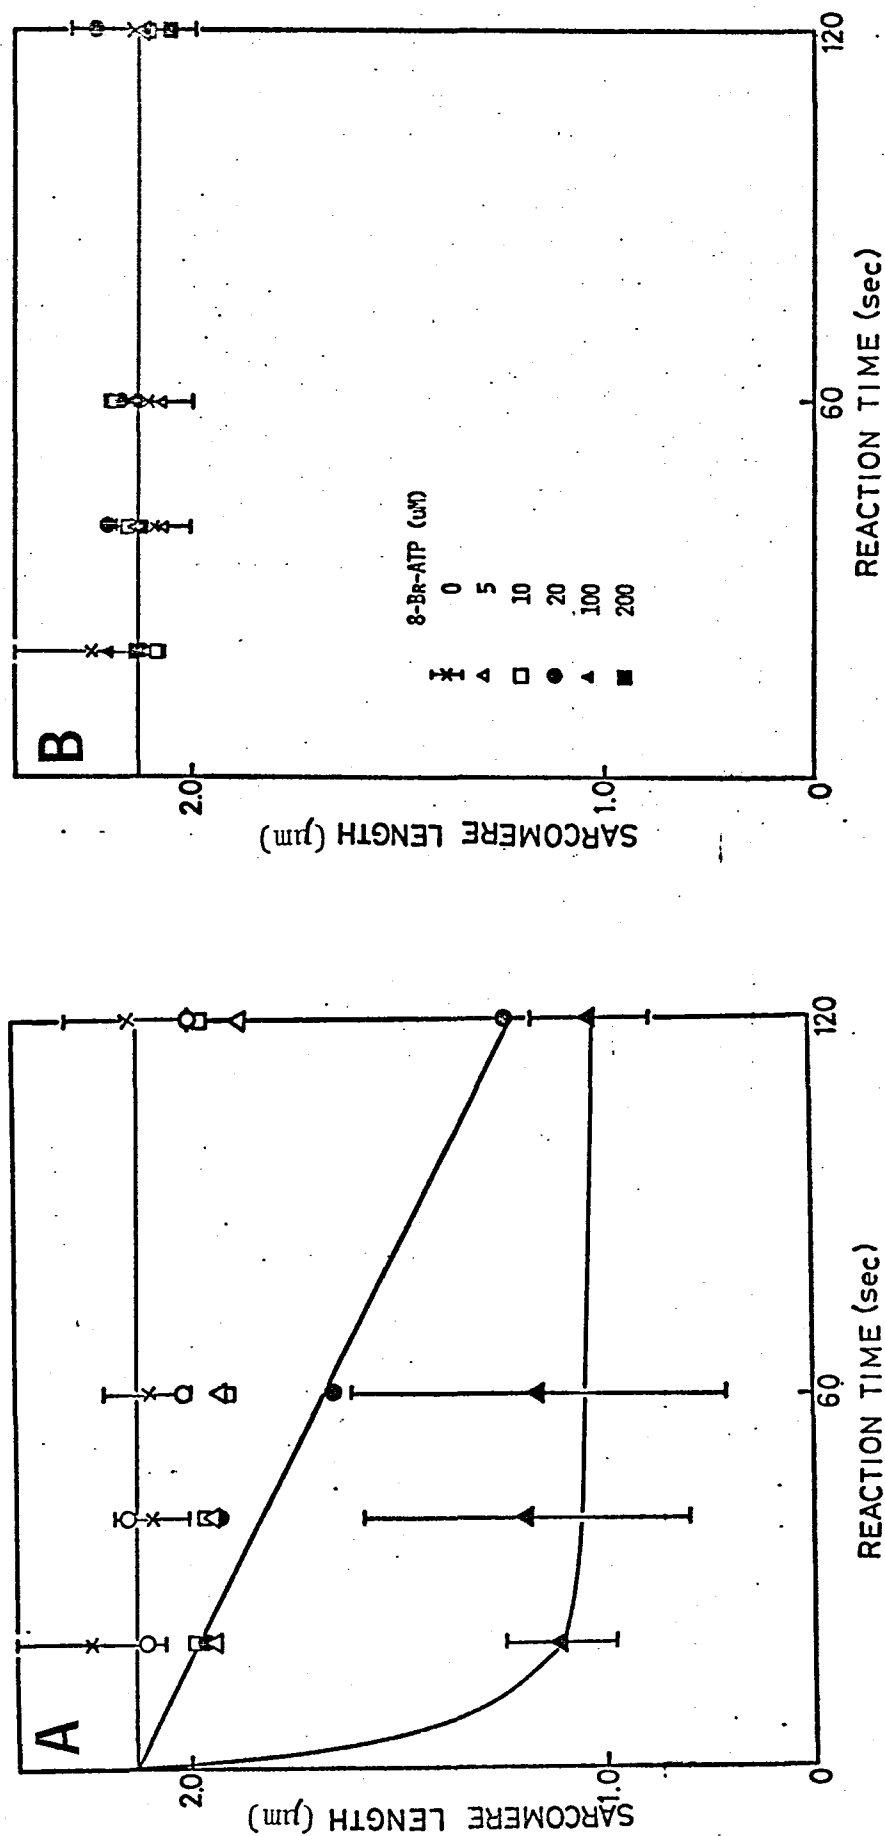 A
SARCOMERE LENGTH (µm)
2.0
1.0
0
60
120
REACTION TIME (sec)
B
SARCOMERE LENGTH (µm)
2.0
1.0
0
60
120
REACTION TIME (sec)
8-BR-ATP (uM)
0
5
10
20
100
200